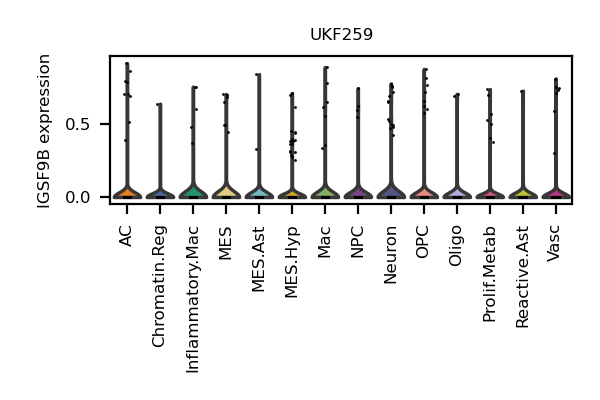 UKF259
IGSF9B expression
0.5
0.0
AC
Chromatin.Reg
Inflammatory.Mac
MES
MES.Ast
MES.Hyp
Mac
NPC
Neuron
OPC
Oligo
Prolif.Metab
Reactive.Ast
Vasc